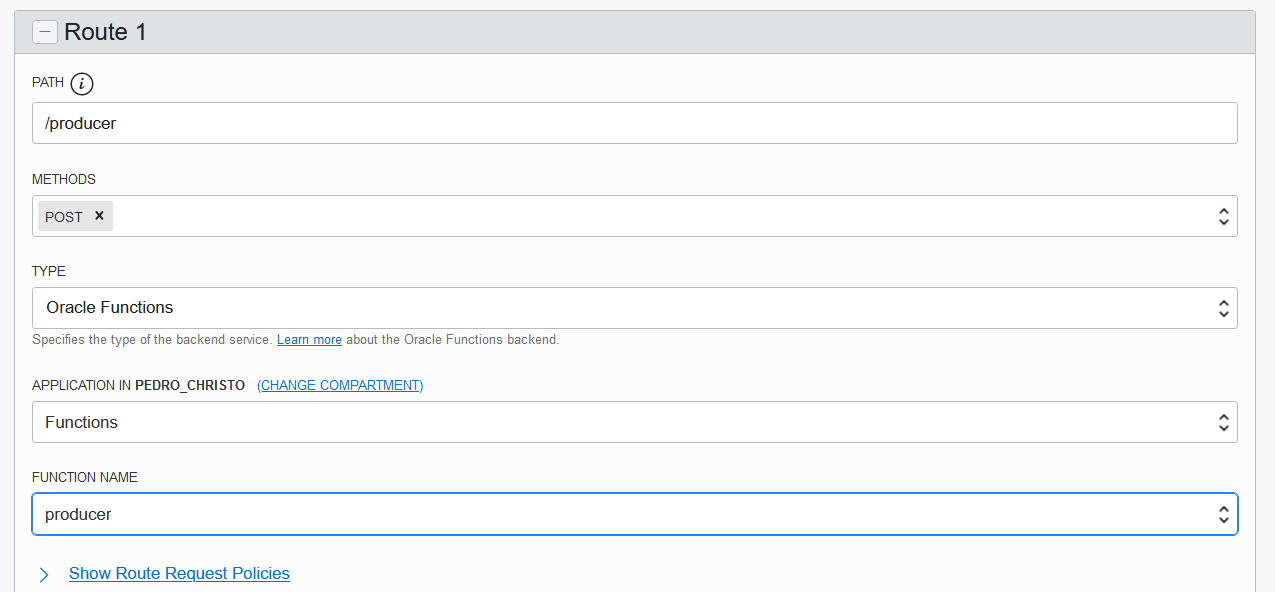 Route 1
PATH i
/producer
METHODS
POST ×
TYPE
Oracle Functions
Specifies the type of the backend service. Learn more about the Oracle Functions backend.
APPLICATION IN PEDRO_CHRISTO (CHANGE COMPARTMENT)
Functions
FUNCTION NAME
producer
Show Route Request Policies